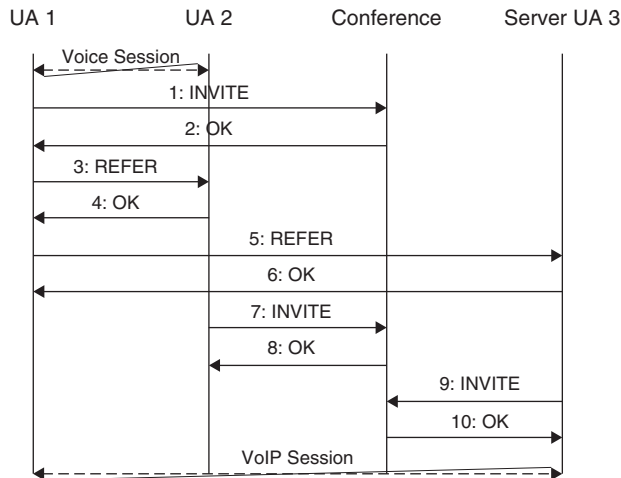 UA 1 UA 2 Conference Server UA 3
Voice Session
1: INVITE
2: OK
3: REFER
4: OK
5: REFER
6: OK
7: INVITE
8: OK
9: INVITE
10: OK
VoIP Session